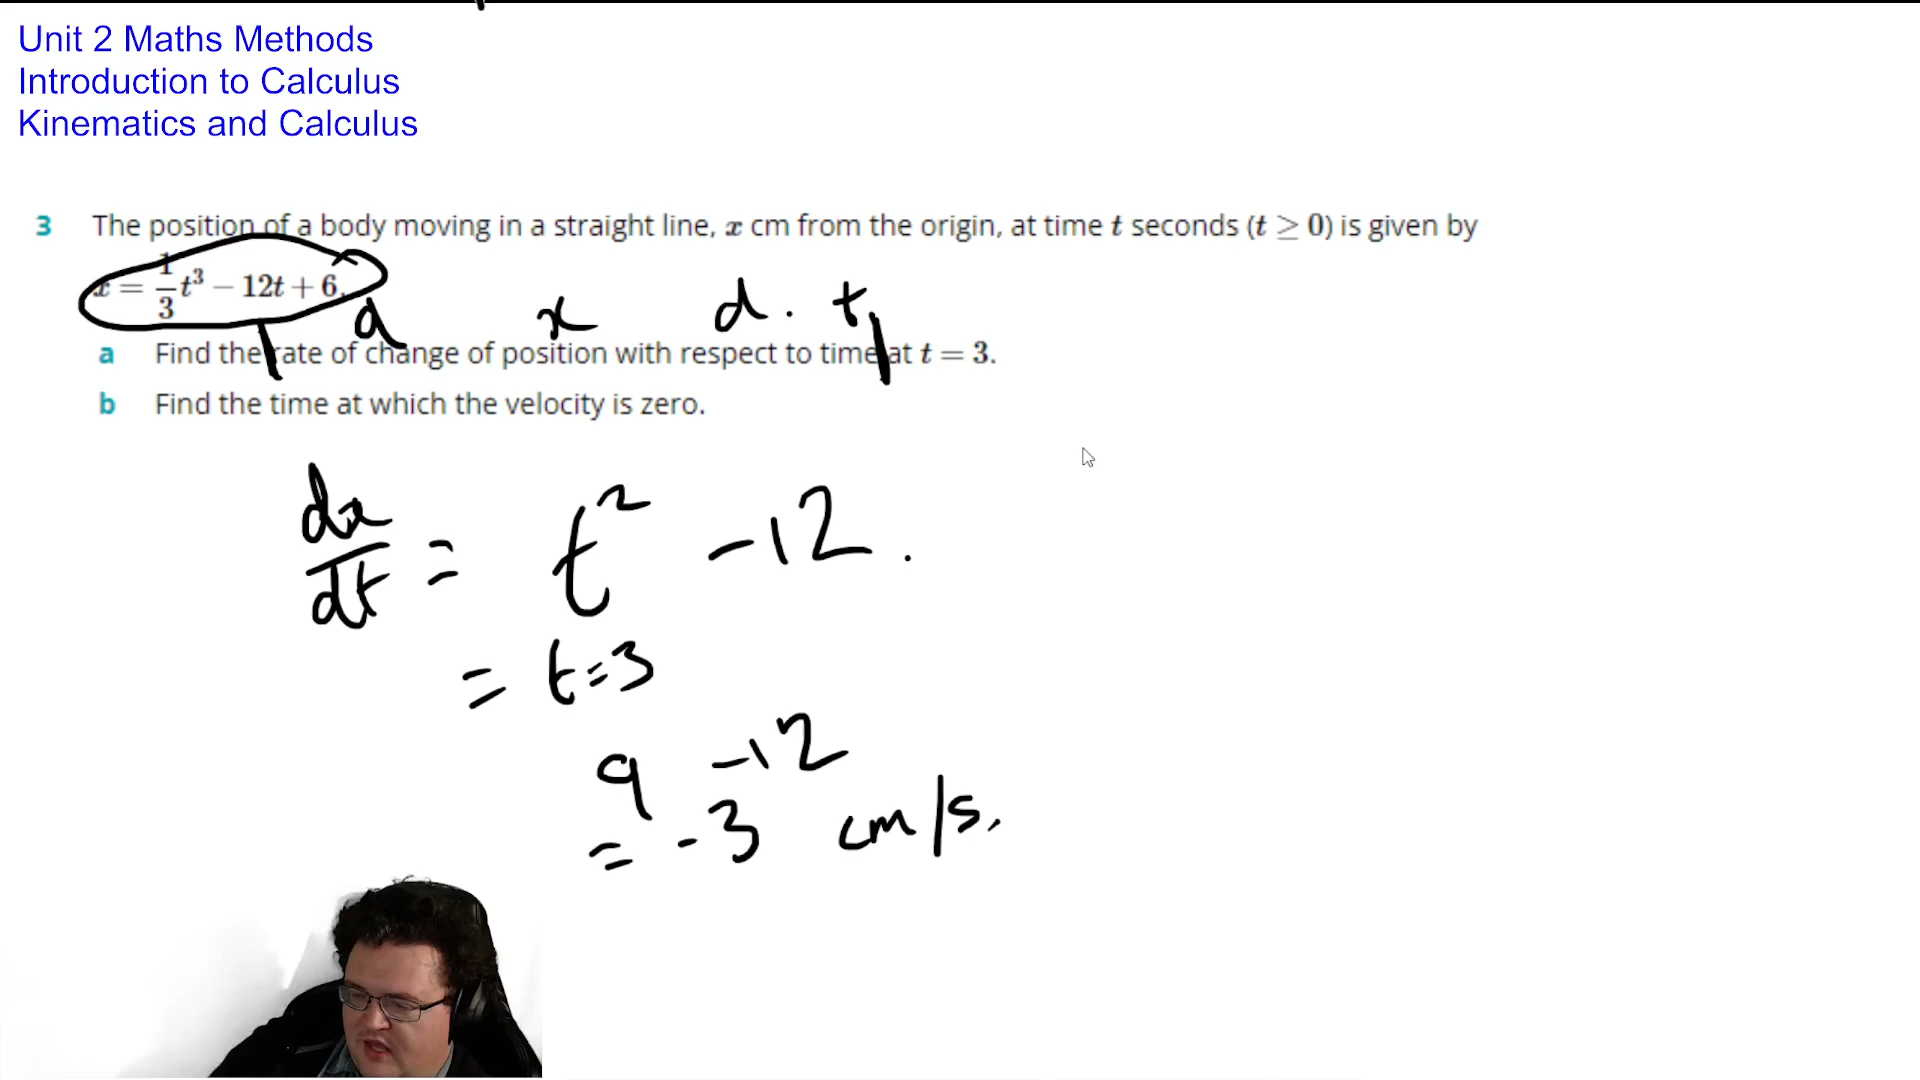 Unit 2 Maths Methods
Introduction to Calculus
Kinematics and Calculus
3 The position of a body moving in a straight line, x cm from the origin, at time t seconds (t ≥ 0) is given by
x = 1/3 t³ − 12t + 6.
d x d. t,
a Find the rate of change of position with respect to time at t = 3.
b Find the time at which the velocity is zero.
dx/dt = t² -12.
= t=3
9 -12
= -3 cm/s.